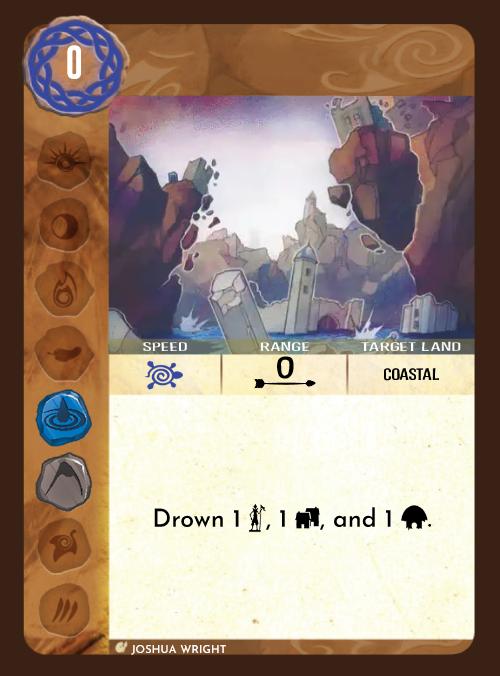 0
SPEED RANGE TARGET LAND
0 COASTAL
Drown 1 , 1 , and 1 .
JOSHUA WRIGHT